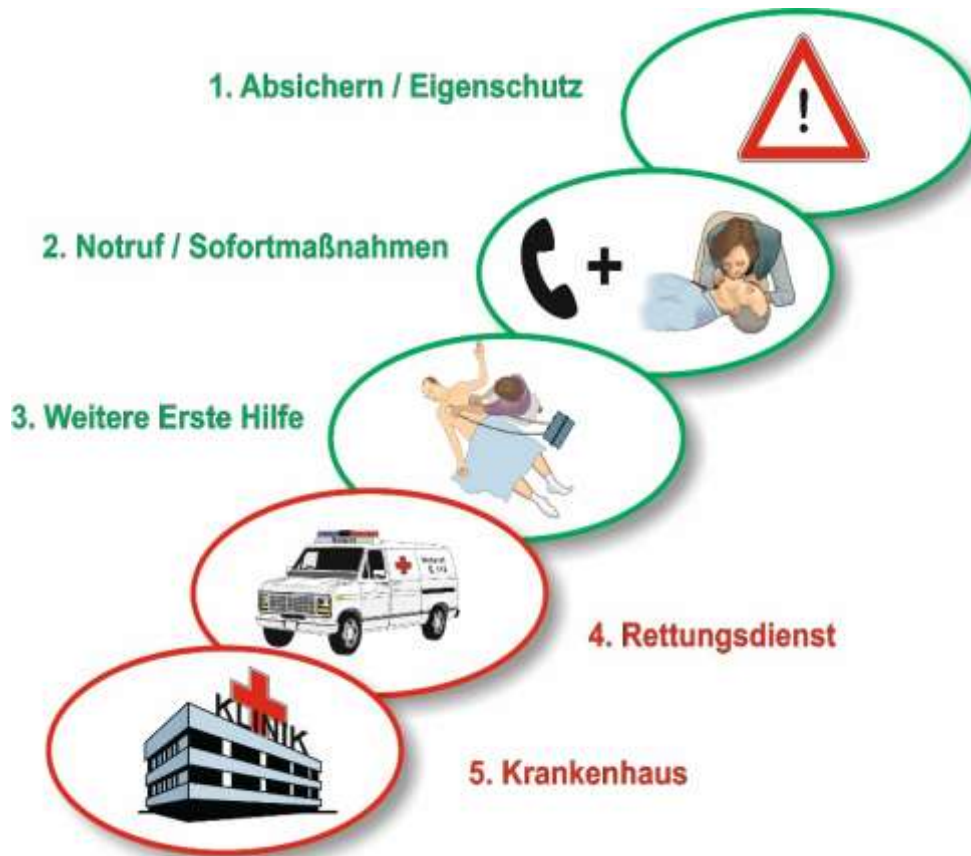 1. Absichern / Eigenschutz
!
2. Notruf / Sofortmaßnahmen
+
3. Weitere Erste Hilfe
4. Rettungsdienst
KLINIK
5. Krankenhaus